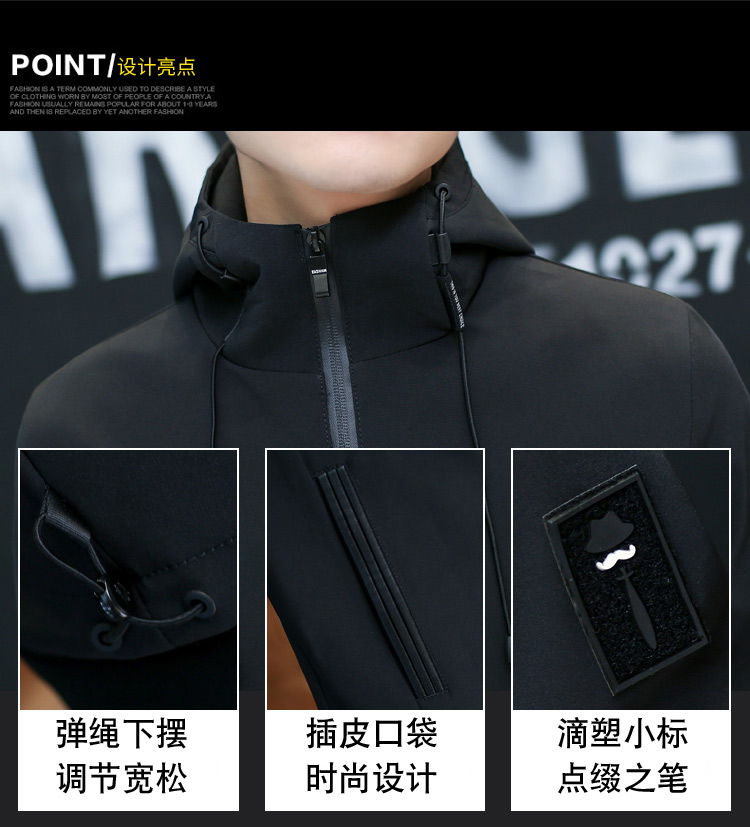 POINT/设计亮点
FASHION IS A TERM COMMONLY USED TO DESCRIBE A STYLE
OF CLOTHING WORN BY MOST OF PEOPLE OF A COUNTRY.A
FASHION USUALLY REMAINS POPULAR FOR ABOUT 1-9 YEARS
AND THEN IS REPLACED BY YET ANOTHER FASHION
1027
弹绳下摆
调节宽松
插皮口袋
时尚设计
滴塑小标
点缀之笔